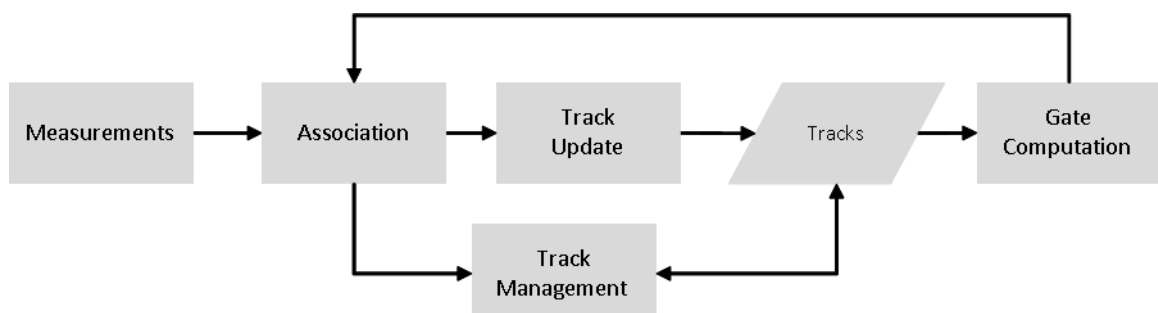 Measurements
Association
Track
Update
Tracks
Gate
Computation
Track
Management